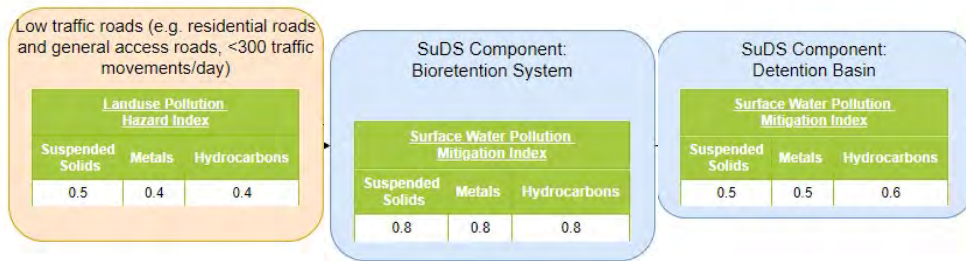 Low traffic roads (e.g. residential roads
and general access roads, <300 traffic
movements/day)
Landuse Pollution
Hazard Index
Suspended
Solids
Metals
Hydrocarbons
0.5
0.4
0.4
SuDS Component:
Bioretention System
Surface Water Pollution
Mitigation Index
Suspended
Solids
Metals
Hydrocarbons
0.8
0.8
0.8
SuDS Component:
Detention Basin
Surface Water Pollution
Mitigation Index
Suspended
Solids
Metals
Hydrocarbons
0.5
0.5
0.6